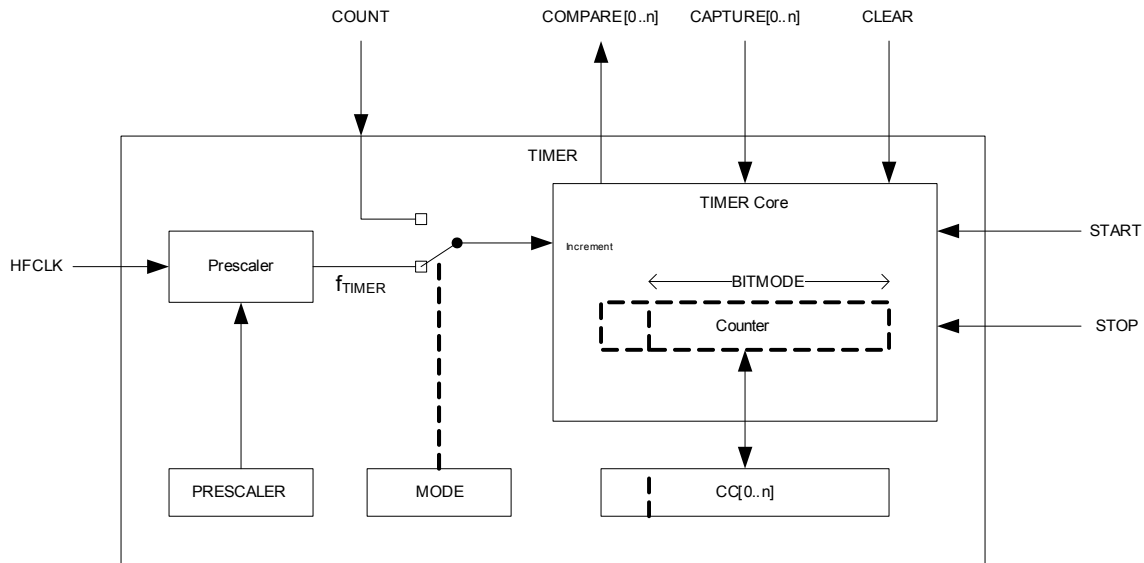 COUNT
COMPARE[0..n]
CAPTURE[0..n]
CLEAR
TIMER
TIMER Core
START
Increment
HFCLK
Prescaler
fTIMER
BITMODE
Counter
STOP
PRESCALER
MODE
CC[0..n]